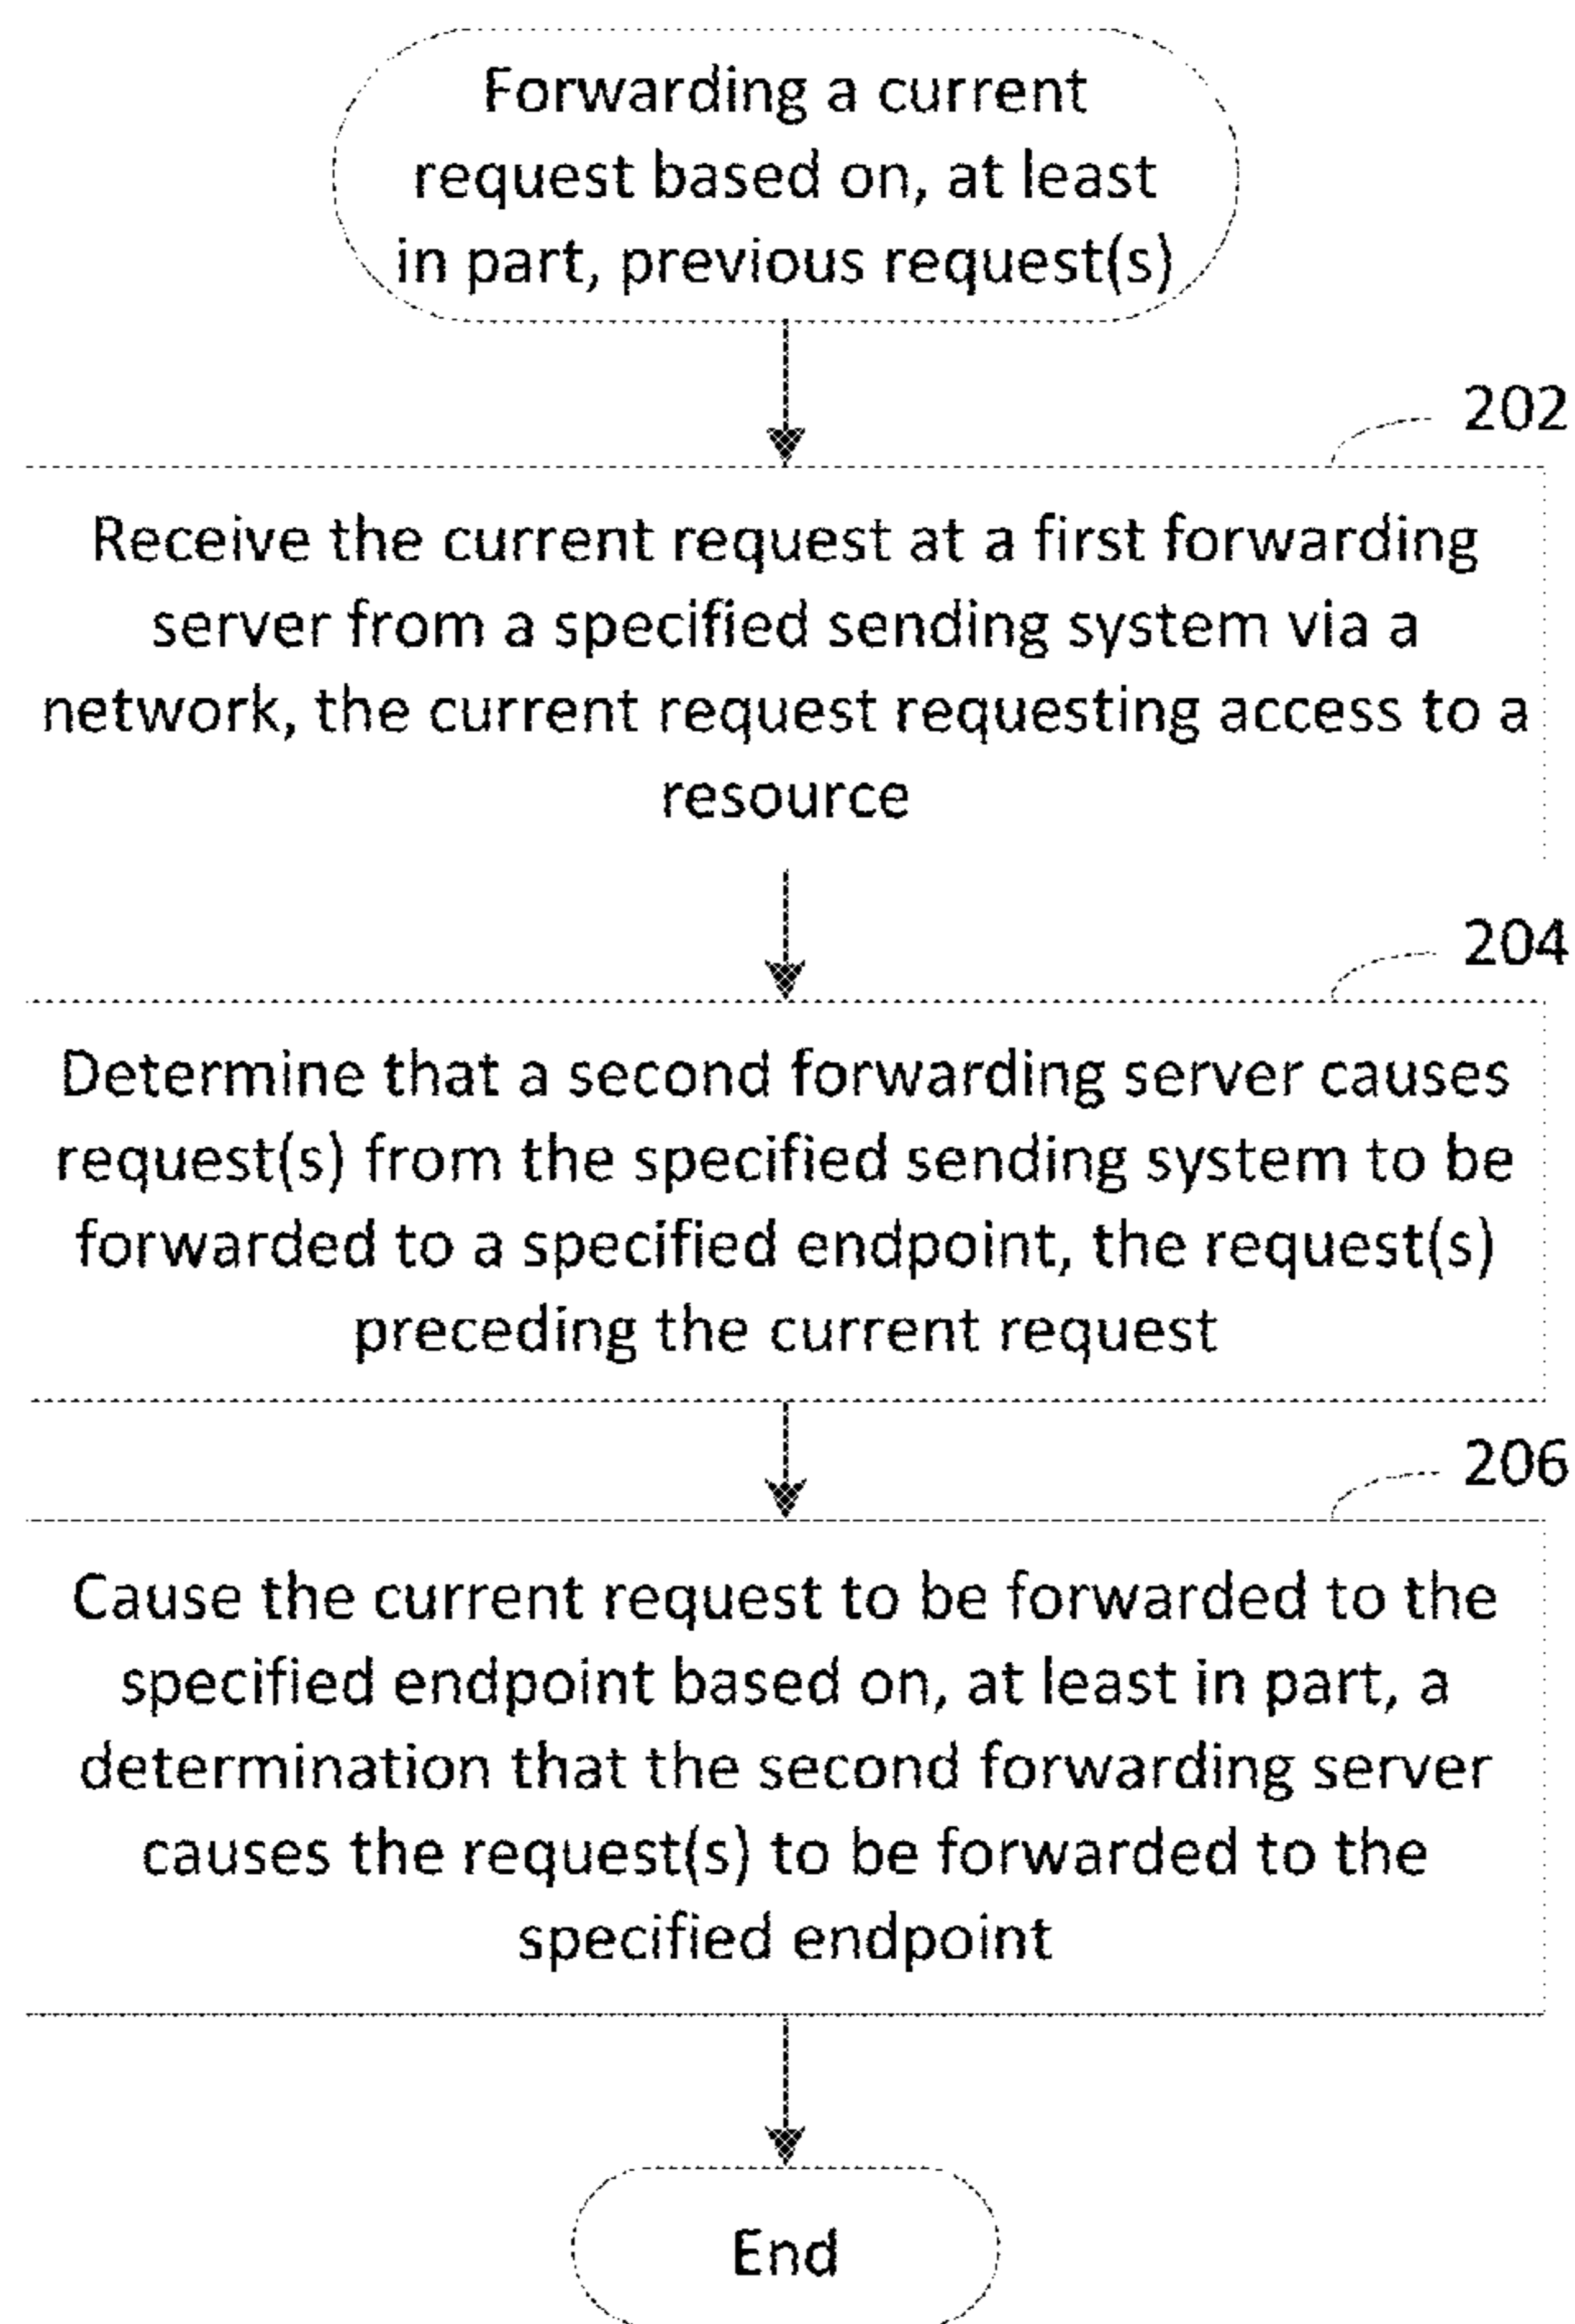 Forwarding a current
request based on, at least
in part, previous request(s)
202
Receive the current request at a first forwarding
server from a specified sending system via a
network, the current request requesting access to a
resource
204
Determine that a second forwarding server causes
request(s) from the specified sending system to be
forwarded to a specified endpoint, the request(s)
preceding the current request
206
Cause the current request to be forwarded to the
specified endpoint based on, at least in part, a
determination that the second forwarding server
causes the request(s) to be forwarded to the
specified endpoint
End